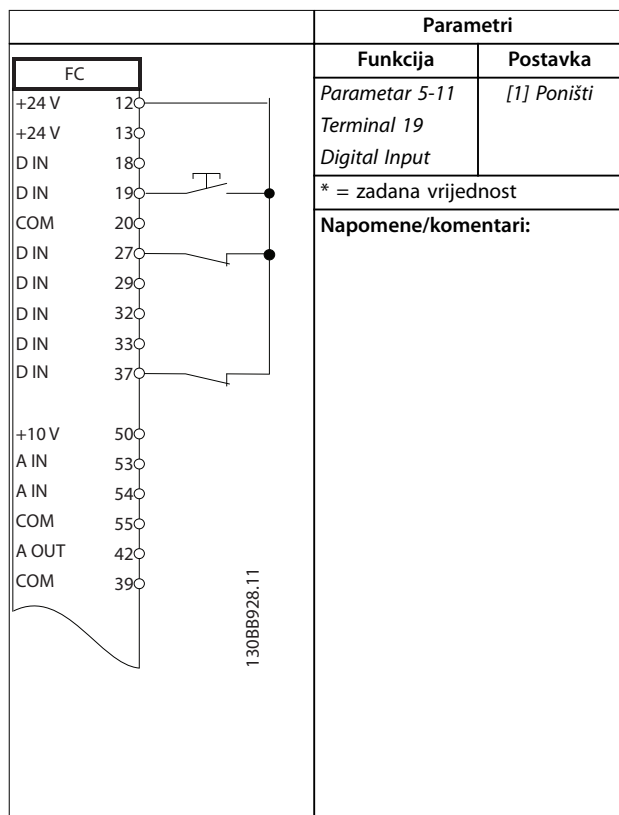 Parametri
Funkcija Postavka
Parametar 5-11 [1] Poništi
Terminal 19
Digital Input
* = zadana vrijednost
Napomene/komentari:
FC
+24 V 12
+24 V 13
D IN 18
D IN 19
COM 20
D IN 27
D IN 29
D IN 32
D IN 33
D IN 37
+10 V 50
A IN 53
A IN 54
COM 55
A OUT 42
COM 39
130BB928.11